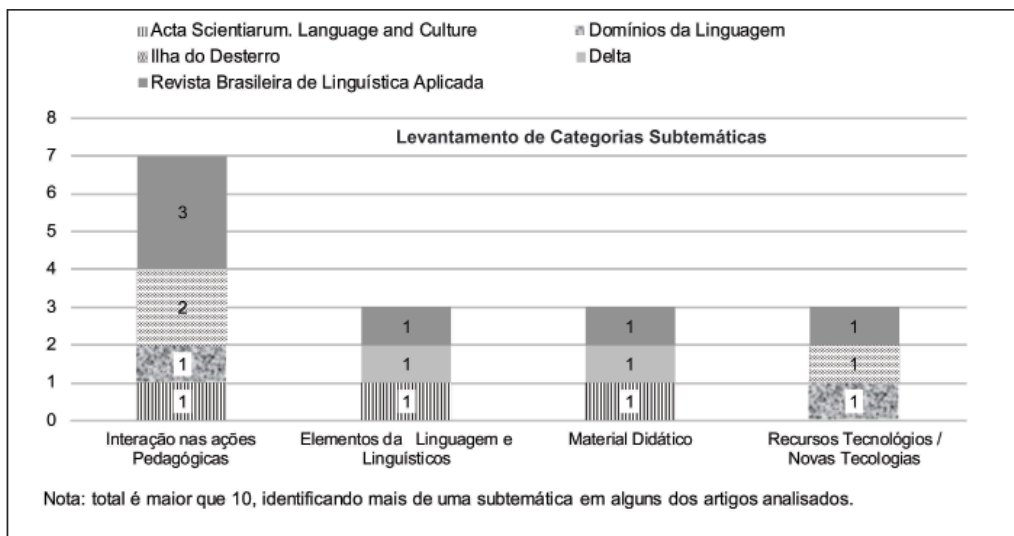 Acta Scientiarum. Language and Culture
Domínios da Linguagem
Ilha do Desterro
Delta
Revista Brasileira de Linguística Aplicada
Levantamento de Categorias Subtemáticas
8
7
6
5
4
3
2
1
0
3
2
1
1
1
1
1
1
1
1
1
1
1
Interação nas ações
Pedagógicas
Elementos da Linguagem e
Linguísticos
Material Didático
Recursos Tecnológios /
Novas Tecologias
Nota: total é maior que 10, identificando mais de uma subtemática em alguns dos artigos analisados.